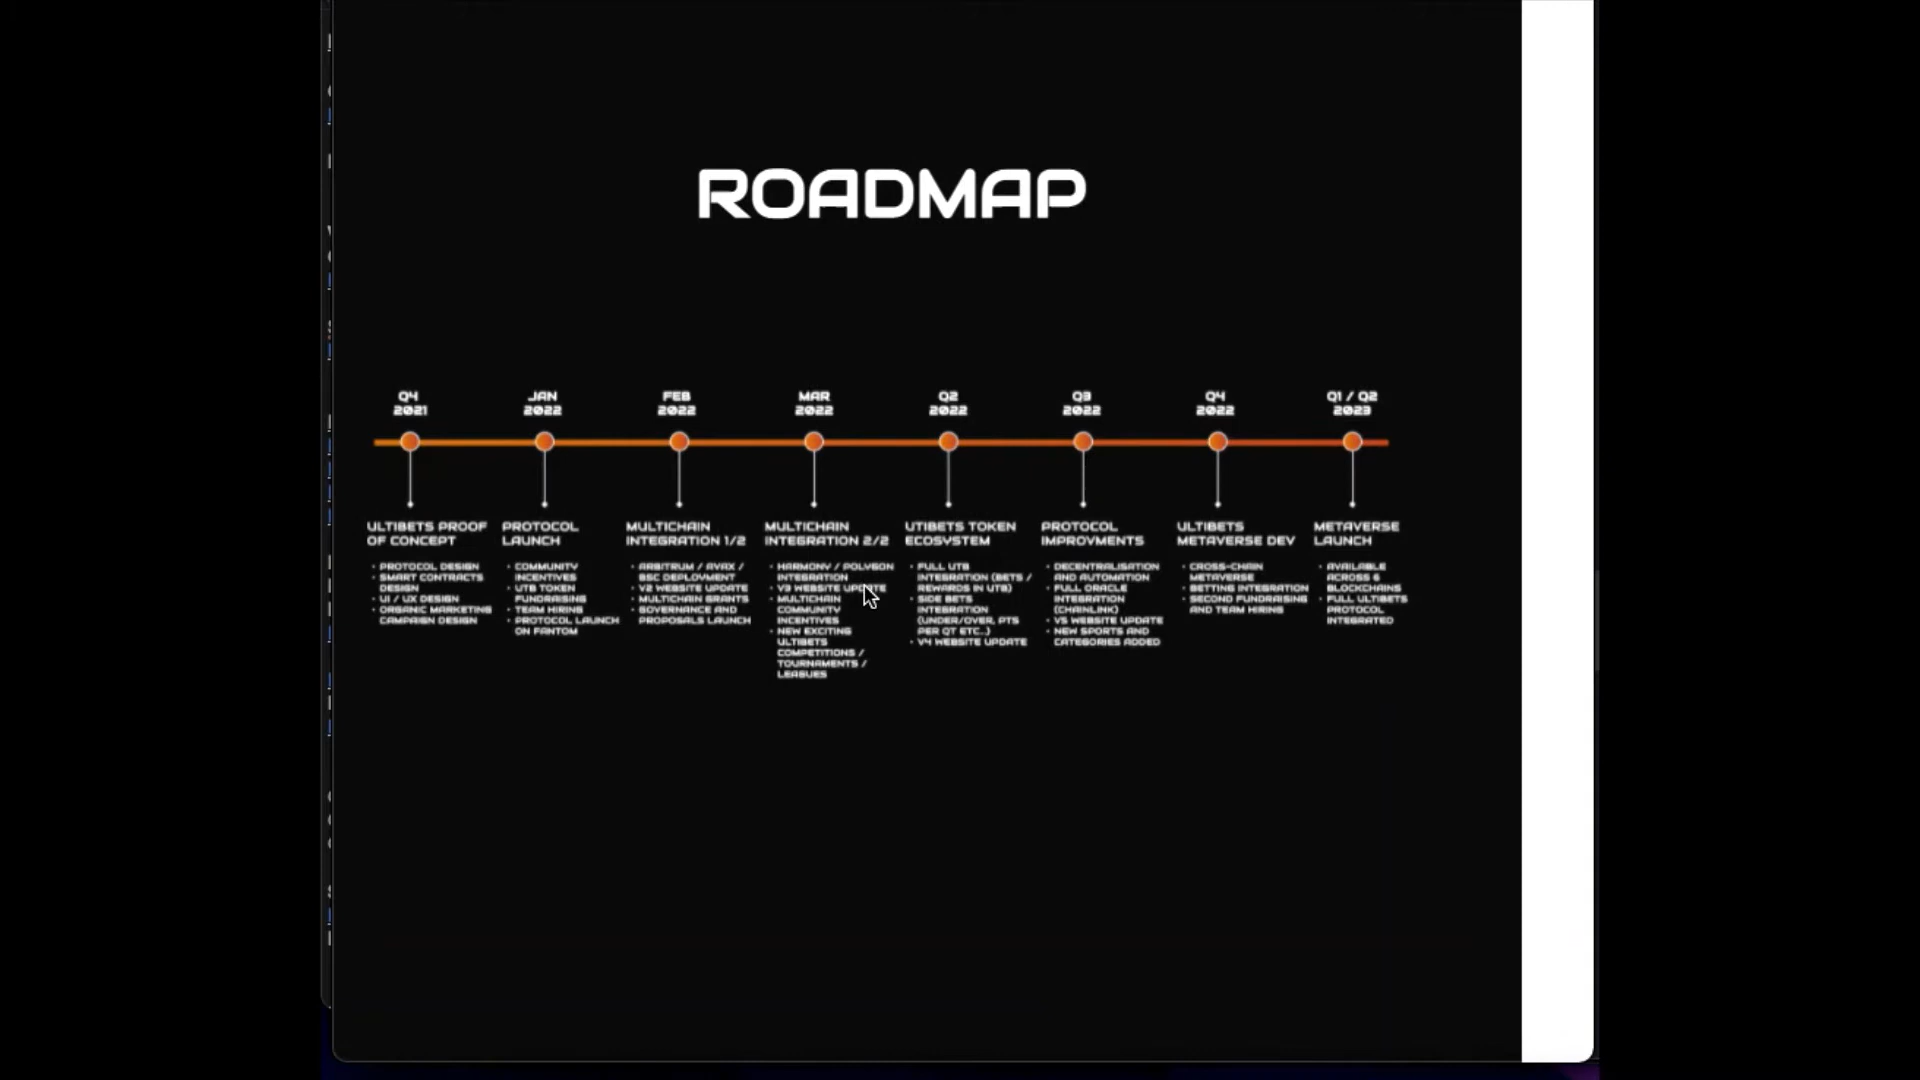 ROADMAP
Q4
2021
JAN
2022
FEB
2022
MAR
2022
Q2
2022
Q3
2022
Q4
2022
Q1 / Q2
2023
ULTIBETS PROOF
OF CONCEPT
• PROTOCOL DESIGN
• SMART CONTRACTS
DESIGN
• UI / UX DESIGN
• ORGANIC MARKETING
CAMPAIGN DESIGN
PROTOCOL
LAUNCH
• COMMUNITY
INCENTIVES
• UTB TOKEN
FUNDRAISING
• TEAM HIRING
• PROTOCOL LAUNCH
ON FANTOM
MULTICHAIN
INTEGRATION 1/2
• ARBITRUM / AVAX /
BSC DEPLOYMENT
• V2 WEBSITE UPDATE
• MULTICHAIN GRANTS
• GOVERNANCE AND
PROPOSALS LAUNCH
MULTICHAIN
INTEGRATION 2/2
• HARMONY / POLYGON
INTEGRATION
• V3 WEBSITE UPDATE
• MULTICHAIN
COMMUNITY
INCENTIVES
• NEW EXCITING
ULTIBETS
COMPETITIONS /
TOURNAMENTS /
LEAGUES
UTIBETS TOKEN
ECOSYSTEM
• FULL UTB
INTEGRATION (BETS /
REWARDS IN UTB)
• SIDE BETS
INTEGRATION
(UNDER/OVER, PTS
PER QT ETC..)
• V4 WEBSITE UPDATE
PROTOCOL
IMPROVMENTS
• DECENTRALISATION
AND AUTOMATION
• FULL ORACLE
INTEGRATION
(CHAINLINK)
• V5 WEBSITE UPDATE
• NEW SPORTS AND
CATEGORIES ADDED
ULTIBETS
METAVERSE DEV
• CROSS-CHAIN
METAVERSE
• BETTING INTEGRATION
• SECOND FUNDRAISING
AND TEAM HIRING
METAVERSE
LAUNCH
• AVAILABLE
ACROSS 6
BLOCKCHAINS
• FULL ULTIBETS
PROTOCOL
INTEGRATED